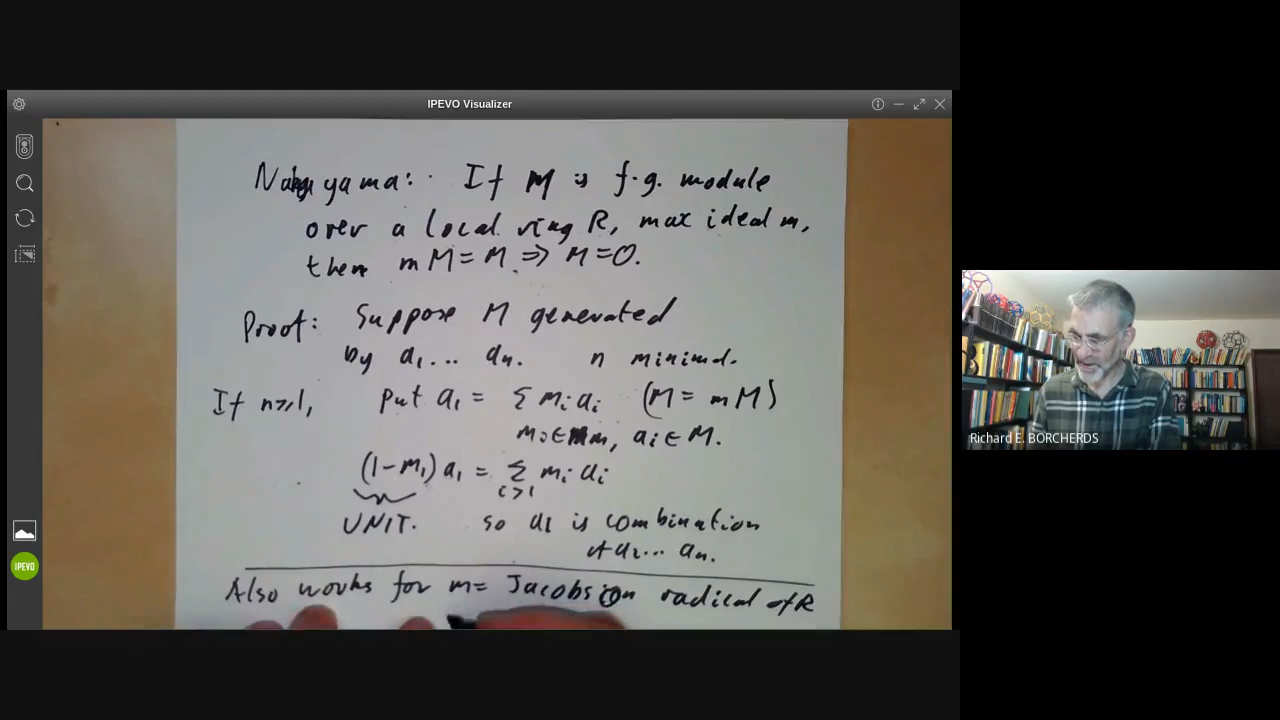 IPEVO Visualizer
Nakayama: If M is f.g. module
over a local ring R, max ideal m,
then m M = M ⇒ M = 0.
Proof: Suppose M generated
by a₁ ... aₙ. n minimal.
If n≥1, Put a₁ = Σ mᵢ aᵢ (M = mM)
mᵢ ∈ m, aᵢ ∈ M.
(1-m₁) a₁ = Σ mᵢ aᵢ
i>1
UNIT. so a1 is combination
of a₂... aₙ.
Also works for m = Jacobsion radical of R
IPEVO
Richard E. BORCHERDS